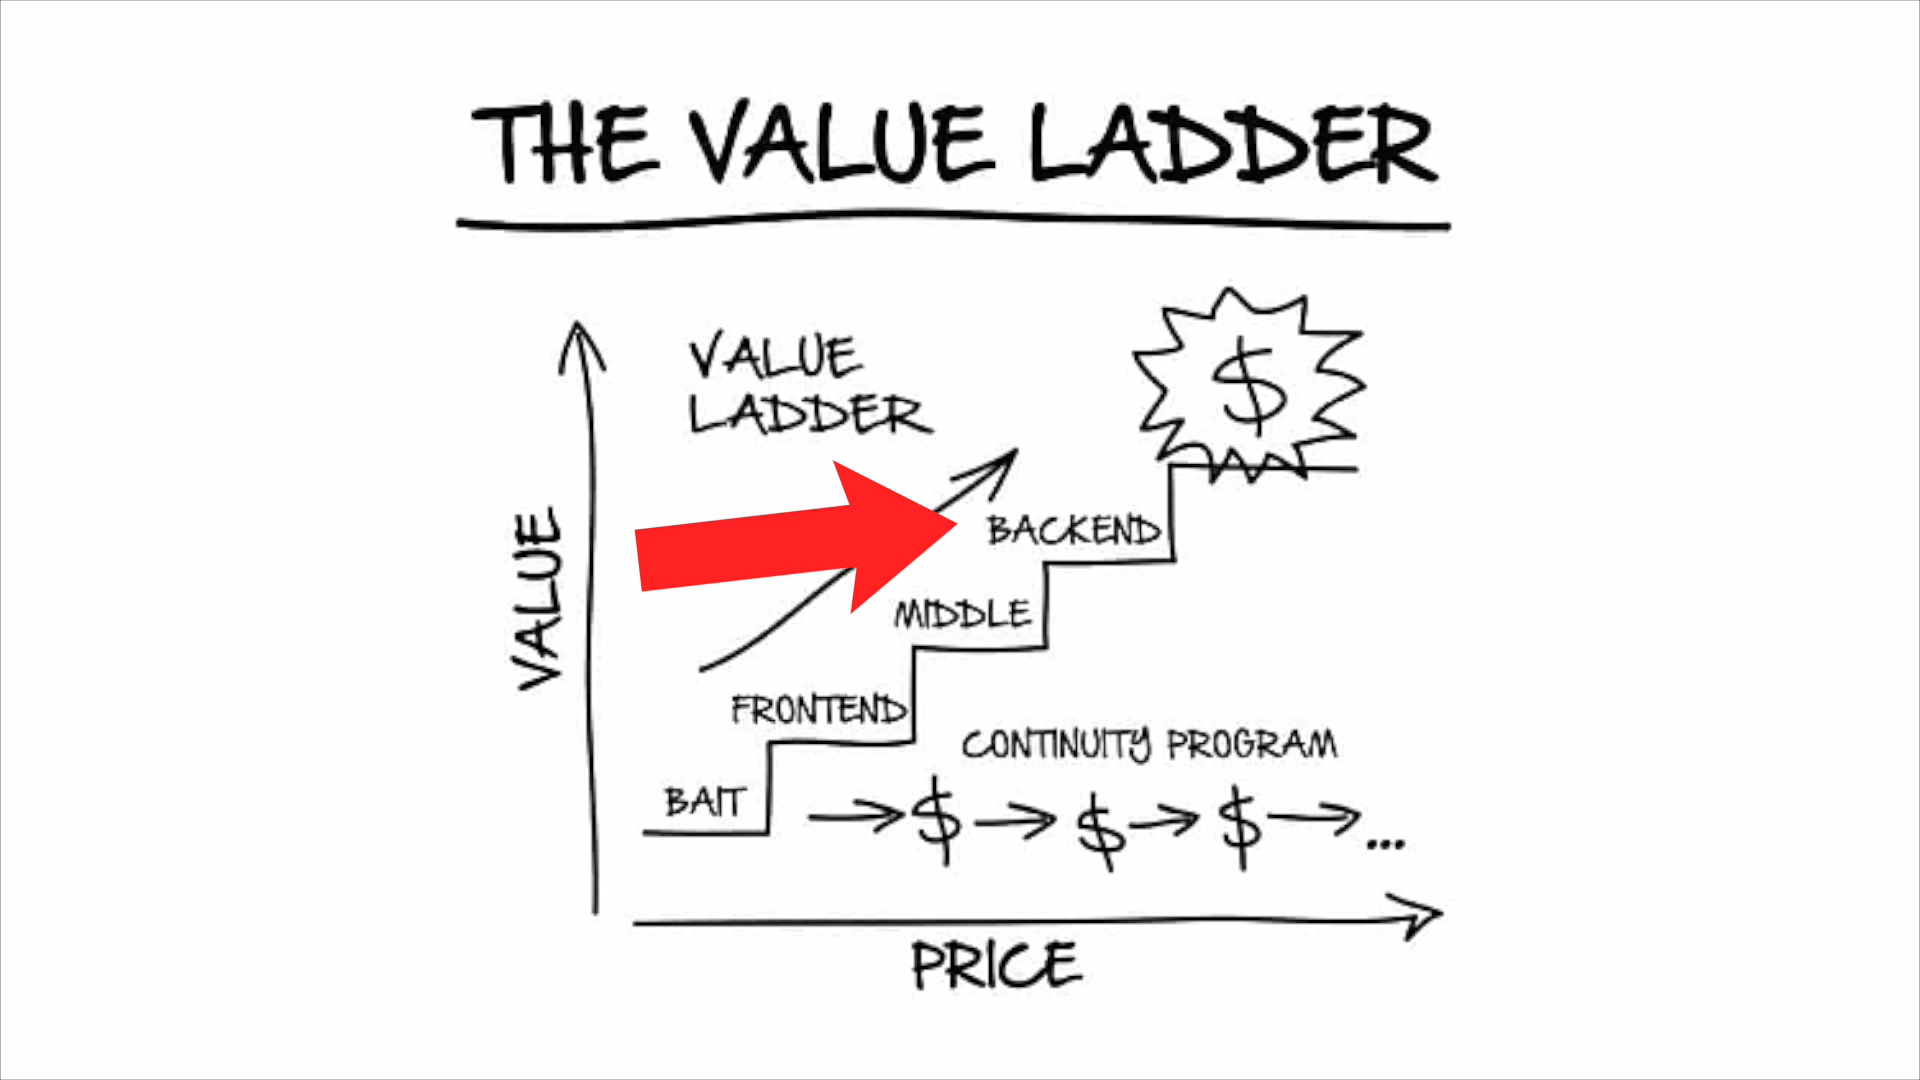 THE VALUE LADDER
VALUE
LADDER
$
BACKEND
VALUE
MIDDLE
FRONTEND
CONTINUITY PROGRAM
BAIT
$ $ $ ...
PRICE